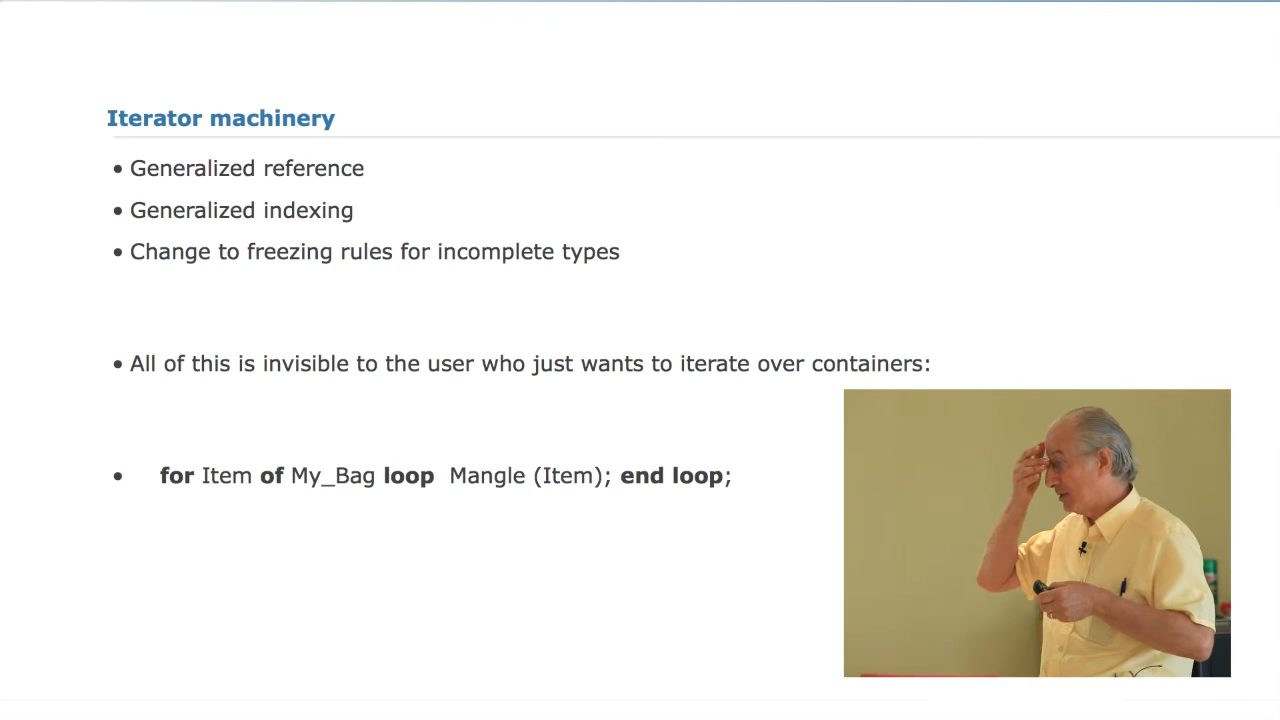 Iterator machinery
• Generalized reference
• Generalized indexing
• Change to freezing rules for incomplete types
• All of this is invisible to the user who just wants to iterate over containers:
• for Item of My_Bag loop Mangle (Item); end loop;